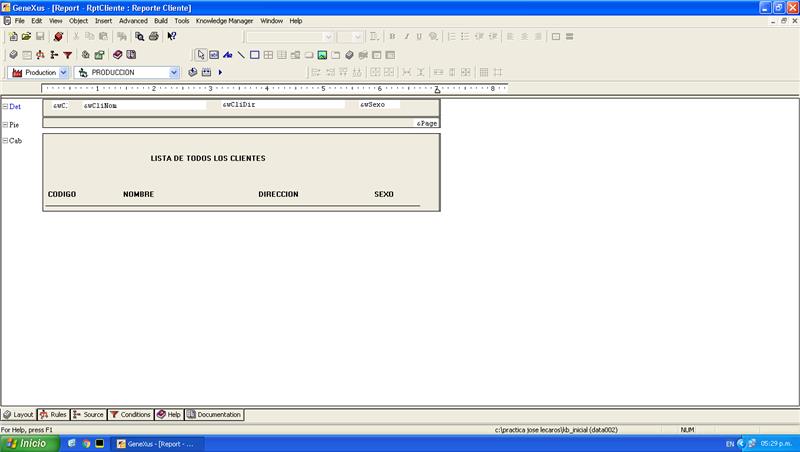 GeneXus - [Report - RptCliente : Reporte Cliente]
File Edit View Object Insert Advanced Build Tools Knowledge Manager Window Help
Production PRODUCCION
1 2 3 4 5 6 7 8
Det &wC. &wCliNom &wCliDir &wSexo
Pie &Page
Cab
LISTA DE TODOS LOS CLIENTES
CODIGO NOMBRE DIRECCION SEXO
Layout Rules Source Conditions Help Documentation
For Help, press F1 c:\practica jose lecaros\kb_inicial (data002) NUM
Inicio GeneXus - [Report - ... EN 05:29 p.m.